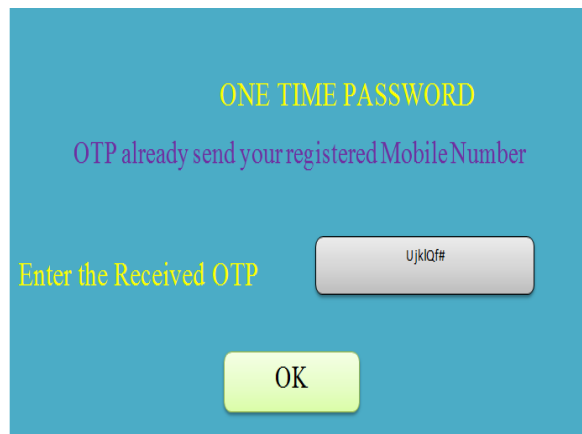 ONE TIME PASSWORD
OTP already send your registered Mobile Number
Enter the Received OTP
UjklQf#
OK